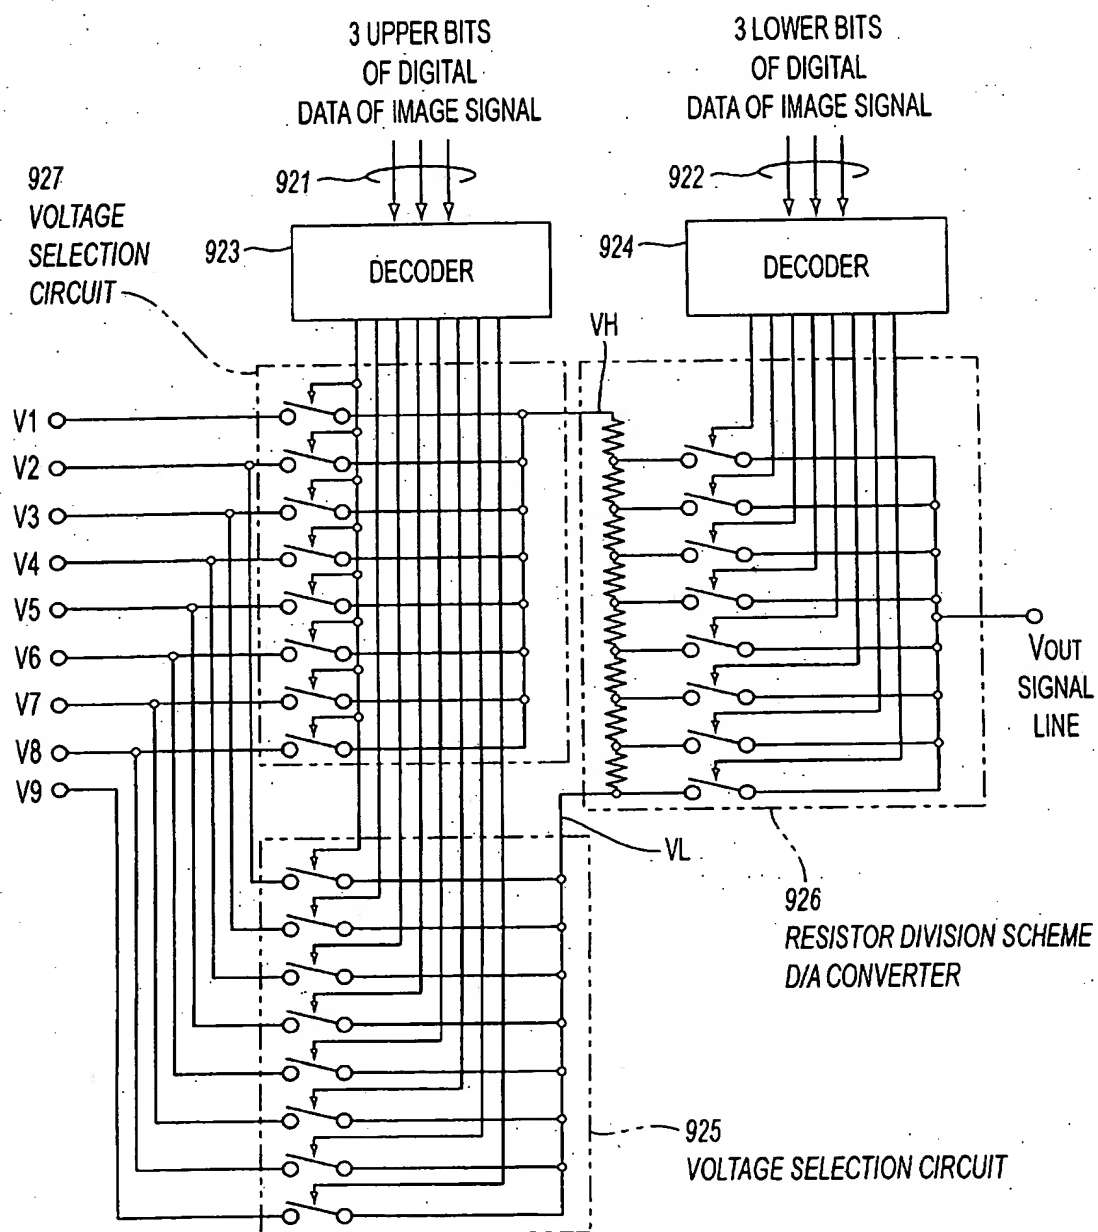 3 UPPER BITS
OF DIGITAL
DATA OF IMAGE SIGNAL
3 LOWER BITS
OF DIGITAL
DATA OF IMAGE SIGNAL
921
922
927
VOLTAGE
SELECTION
CIRCUIT
923
DECODER
924
DECODER
VH
V1
V2
V3
V4
V5
V6
V7
V8
V9
VOUT
SIGNAL
LINE
VL
926
RESISTOR DIVISION SCHEME
D/A CONVERTER
925
VOLTAGE SELECTION CIRCUIT